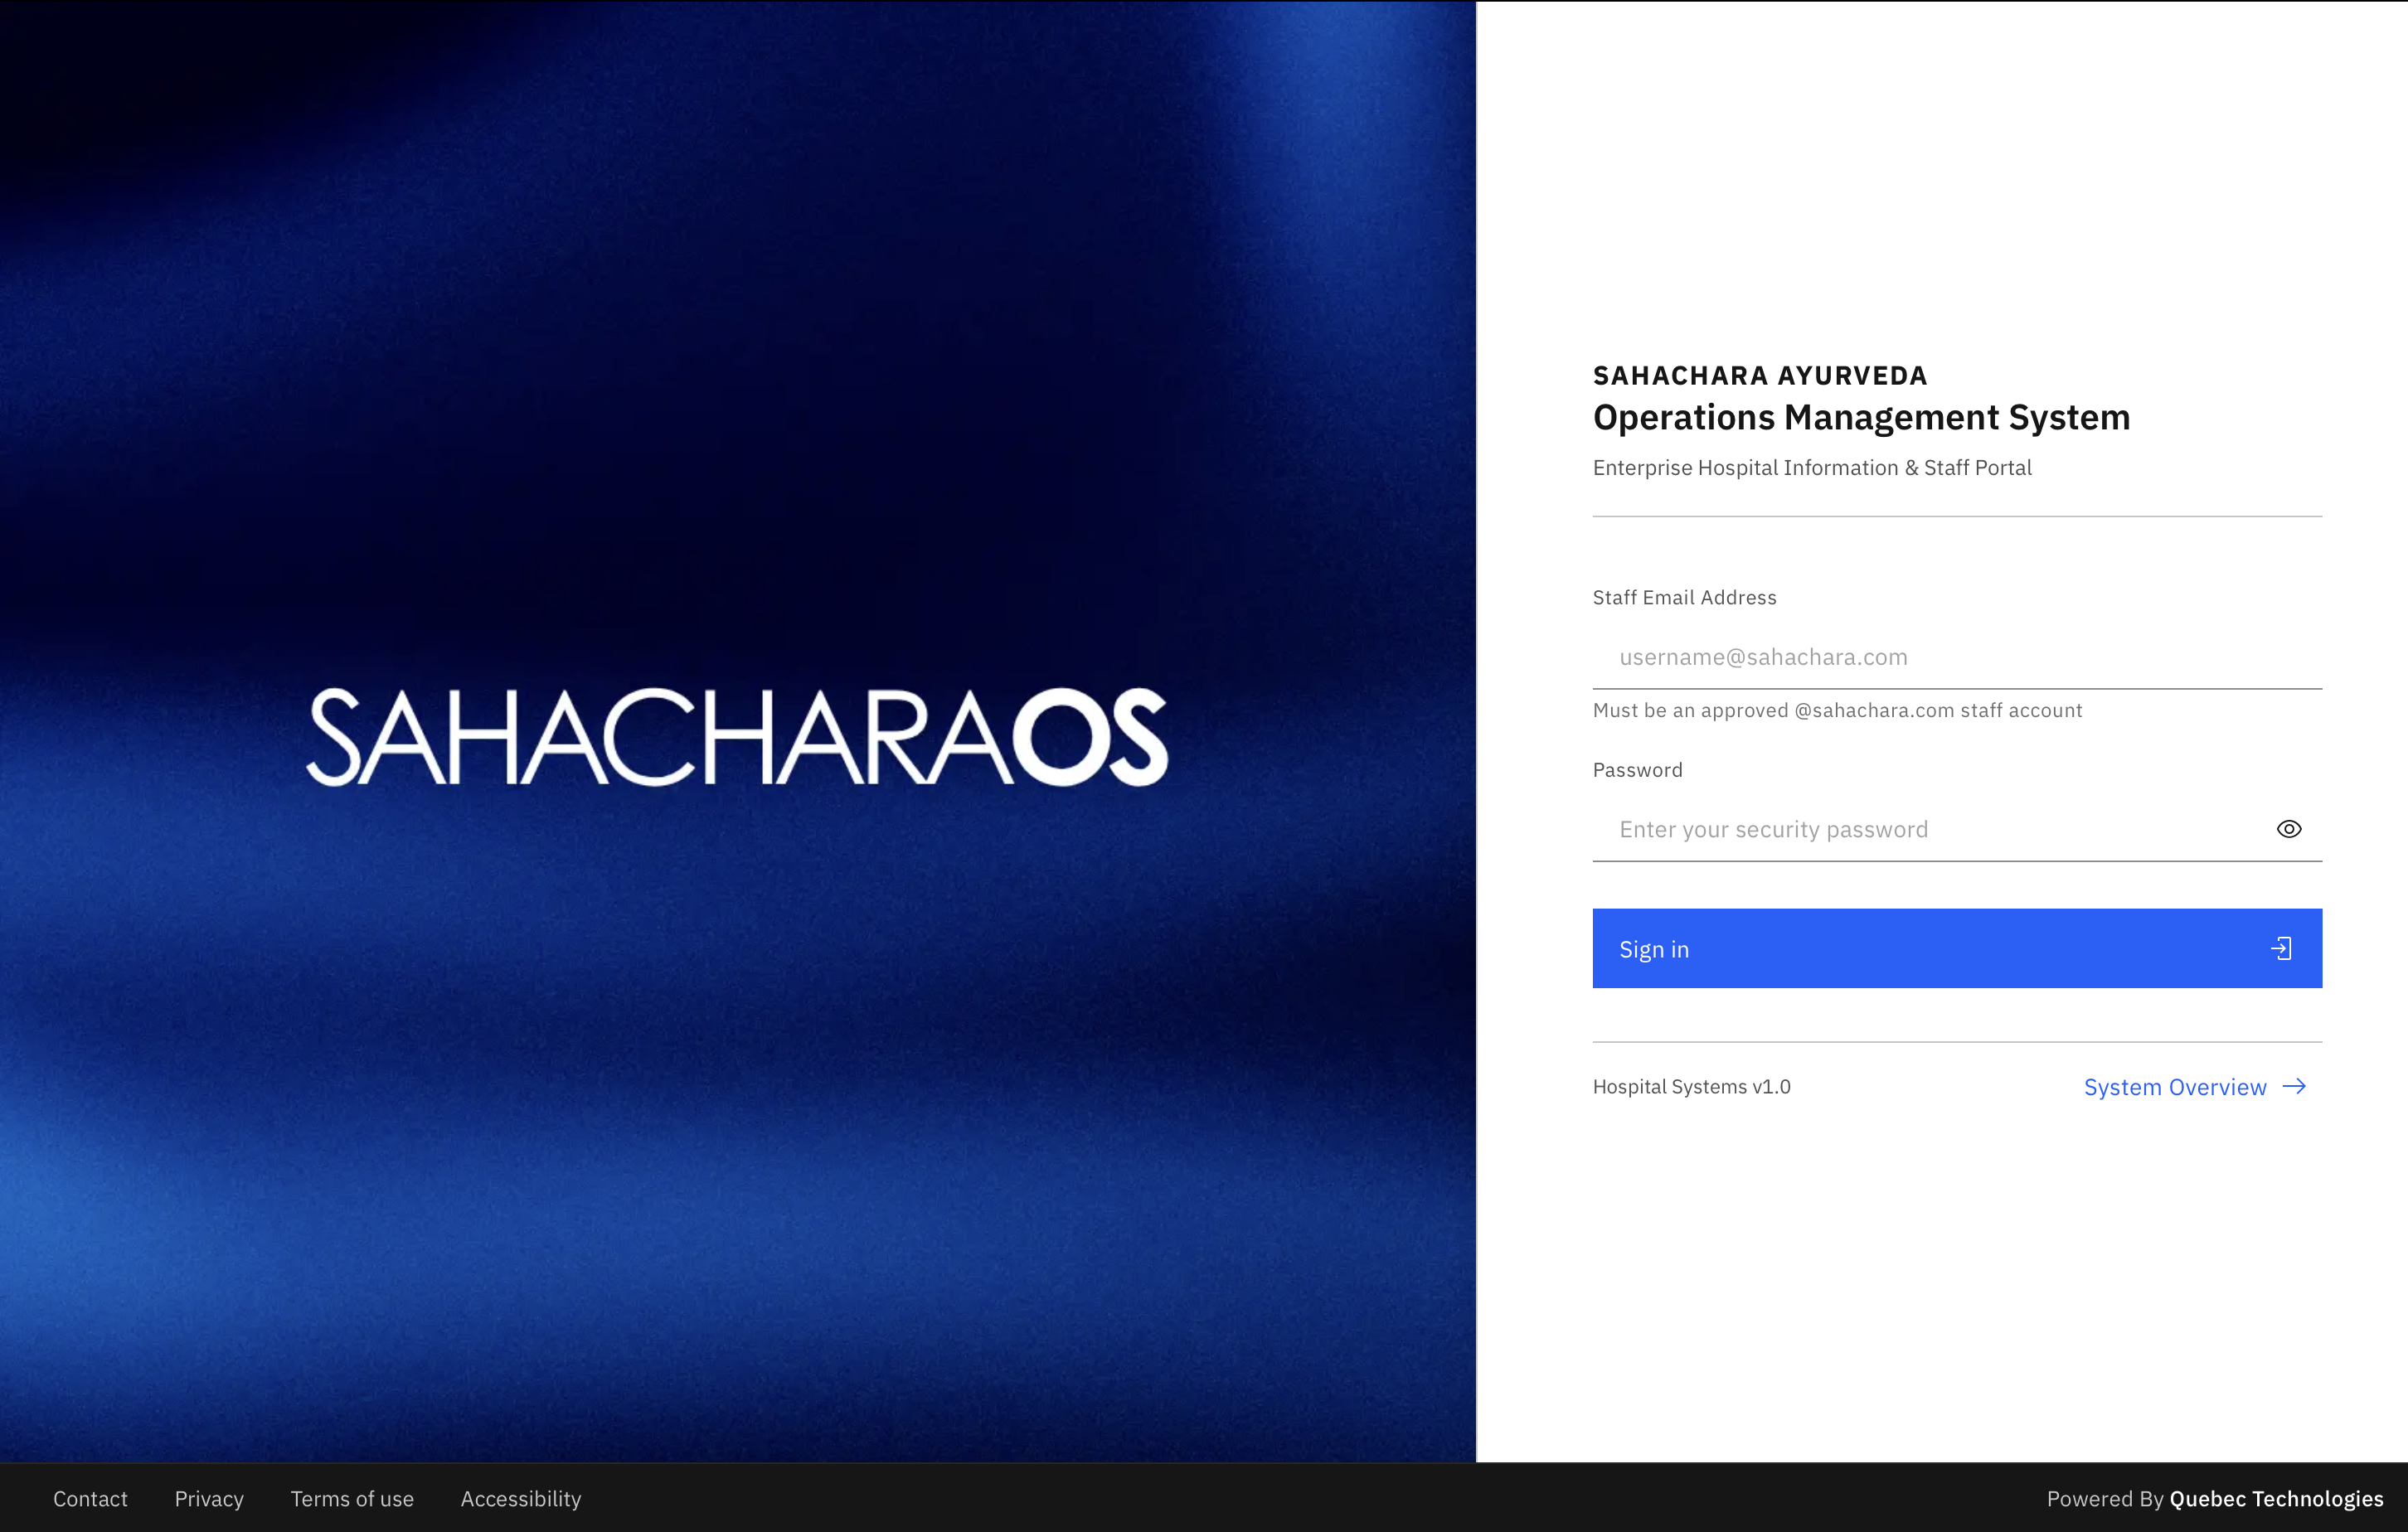 SAHACHARAOS
SAHACHARA AYURVEDA
Operations Management System
Enterprise Hospital Information & Staff Portal
Staff Email Address
username@sahachara.com
Must be an approved @sahachara.com staff account
Password
Enter your security password
Sign in
Hospital Systems v1.0
System Overview
Contact Privacy Terms of use Accessibility
Powered By Quebec Technologies